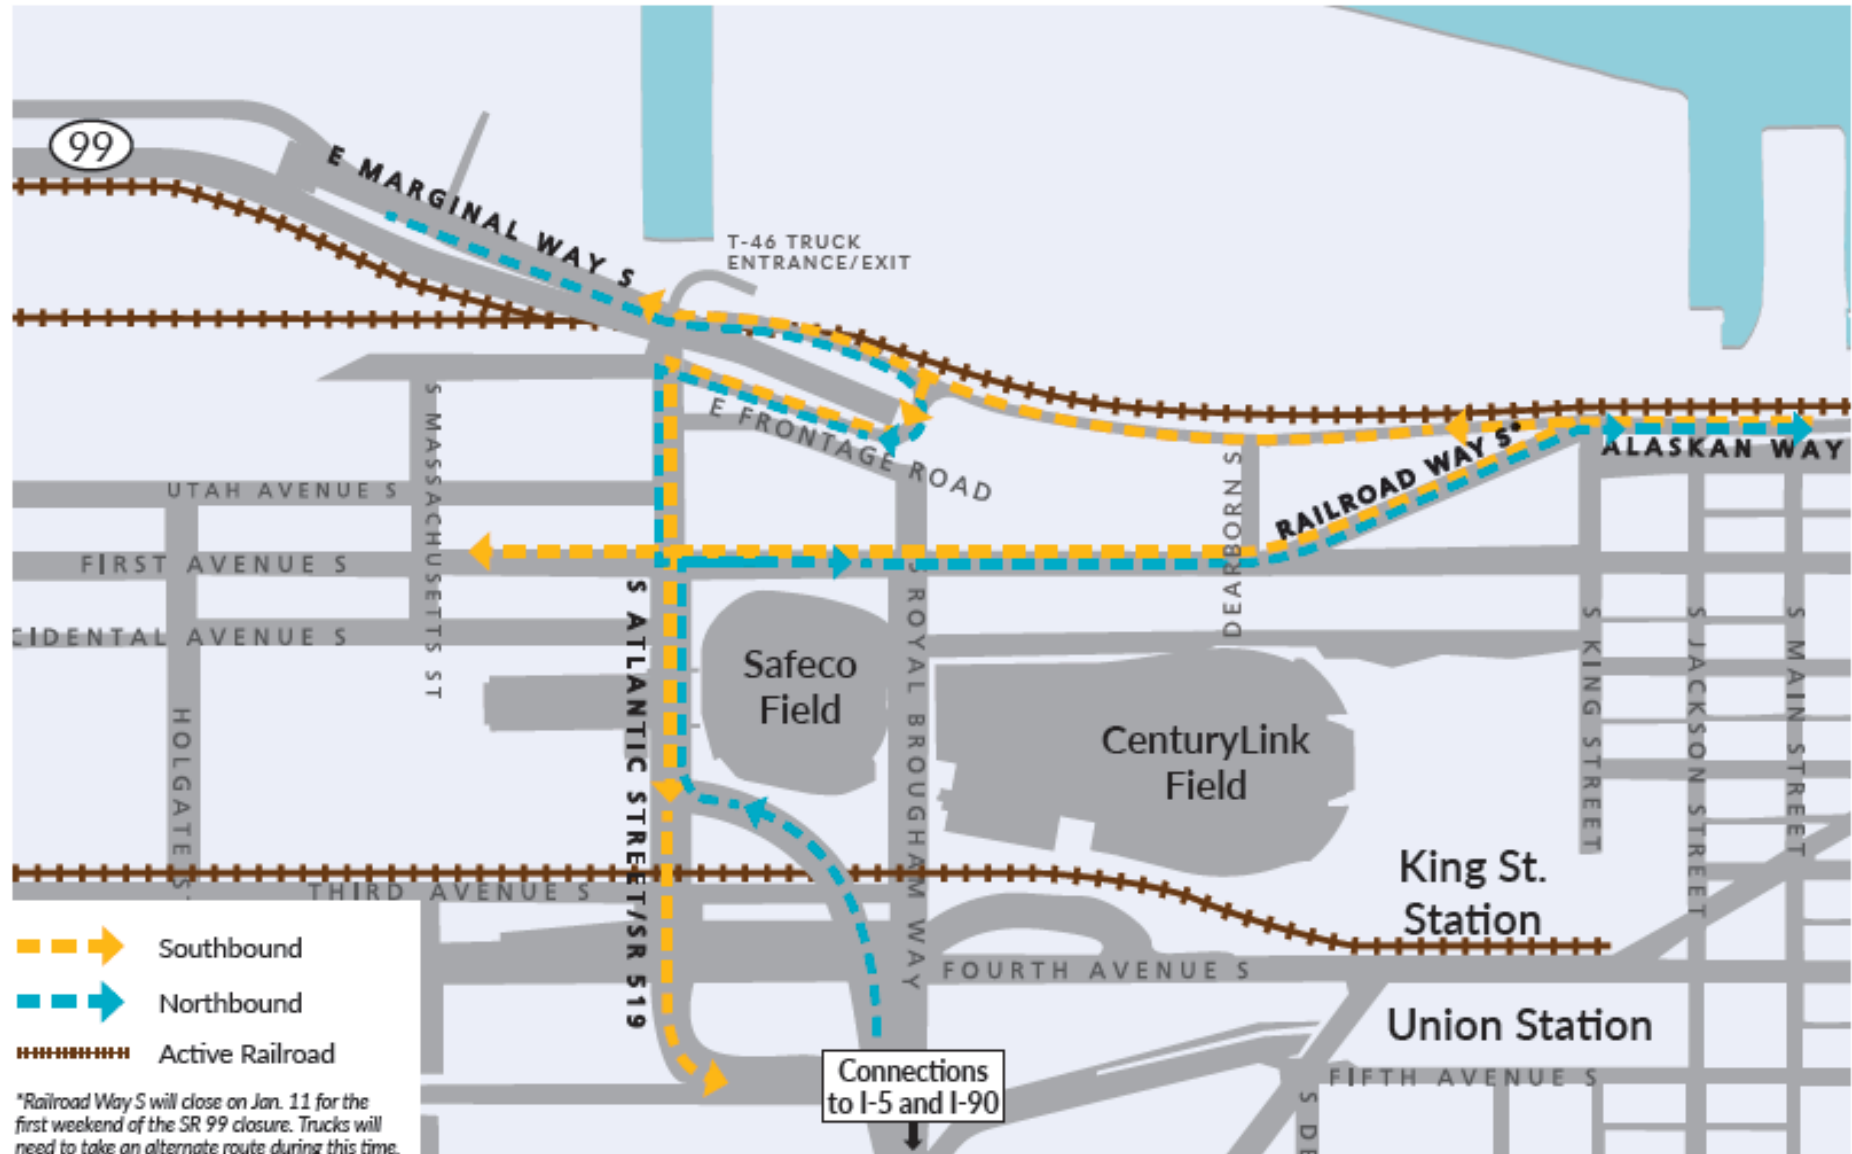 99
E MARGINAL WAY S
T-46 TRUCK
ENTRANCE/EXIT
E FRONTAGE ROAD
S MASSACHUSETTS ST
UTAH AVENUE S
FIRST AVENUE S
CIDENTAL AVENUE S
HOLGATE S
S ATLANTIC STREET/SR 519
Safeco
Field
S ROYAL BROUGHAM WAY
DEARBORN S
RAILROAD WAY S*
ALASKAN WAY
CenturyLink
Field
S KING STREET
S JACKSON STREET
S MAIN STREET
King St.
Station
THIRD AVENUE S
FOURTH AVENUE S
Union Station
FIFTH AVENUE S
S DE
Connections
to I-5 and I-90
Southbound
Northbound
Active Railroad
*Railroad Way S will close on Jan. 11 for the
first weekend of the SR 99 closure. Trucks will
need to take an alternate route during this time.